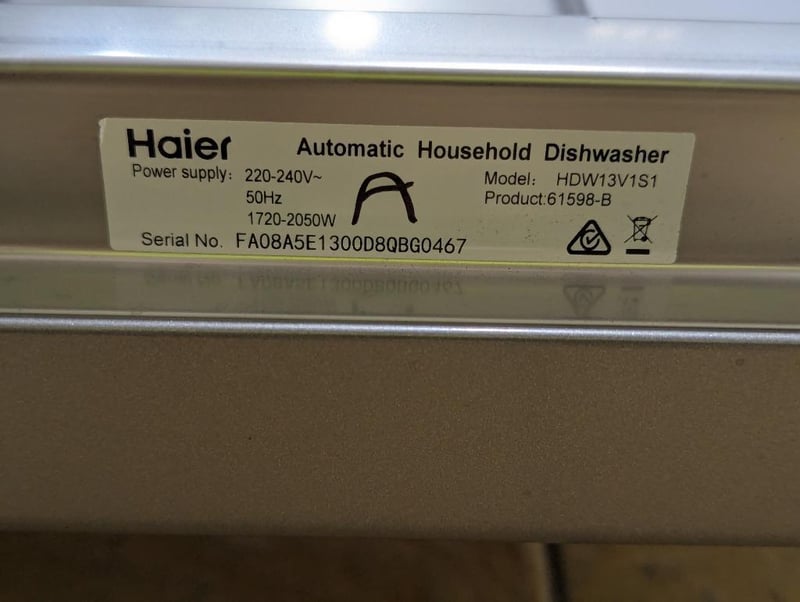 Haier Automatic Household Dishwasher
Power supply: 220-240V~ Model: HDW13V1S1
50Hz Product:61598-B
1720-2050W A
Serial No. FA08A5E1300D8QBG0467